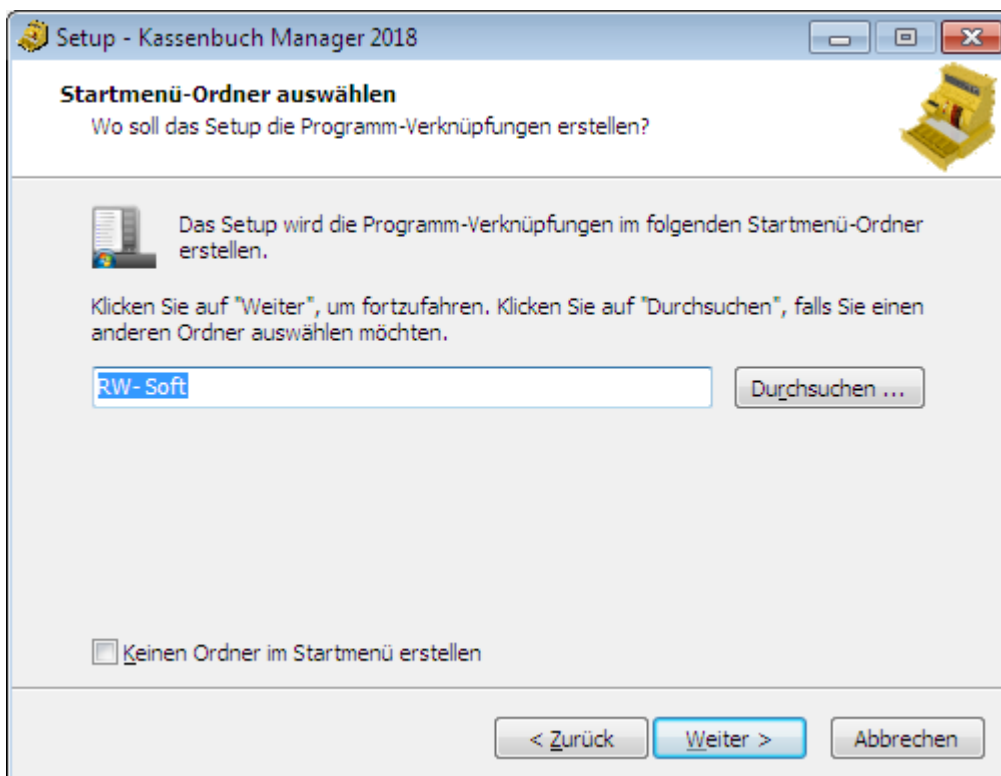 Setup - Kassenbuch Manager 2018
Startmenü-Ordner auswählen
Wo soll das Setup die Programm-Verknüpfungen erstellen?
Das Setup wird die Programm-Verknüpfungen im folgenden Startmenü-Ordner
erstellen.
Klicken Sie auf "Weiter", um fortzufahren. Klicken Sie auf "Durchsuchen", falls Sie einen
anderen Ordner auswählen möchten.
RW- Soft
Durchsuchen ...
Keinen Ordner im Startmenü erstellen
< Zurück
Weiter >
Abbrechen